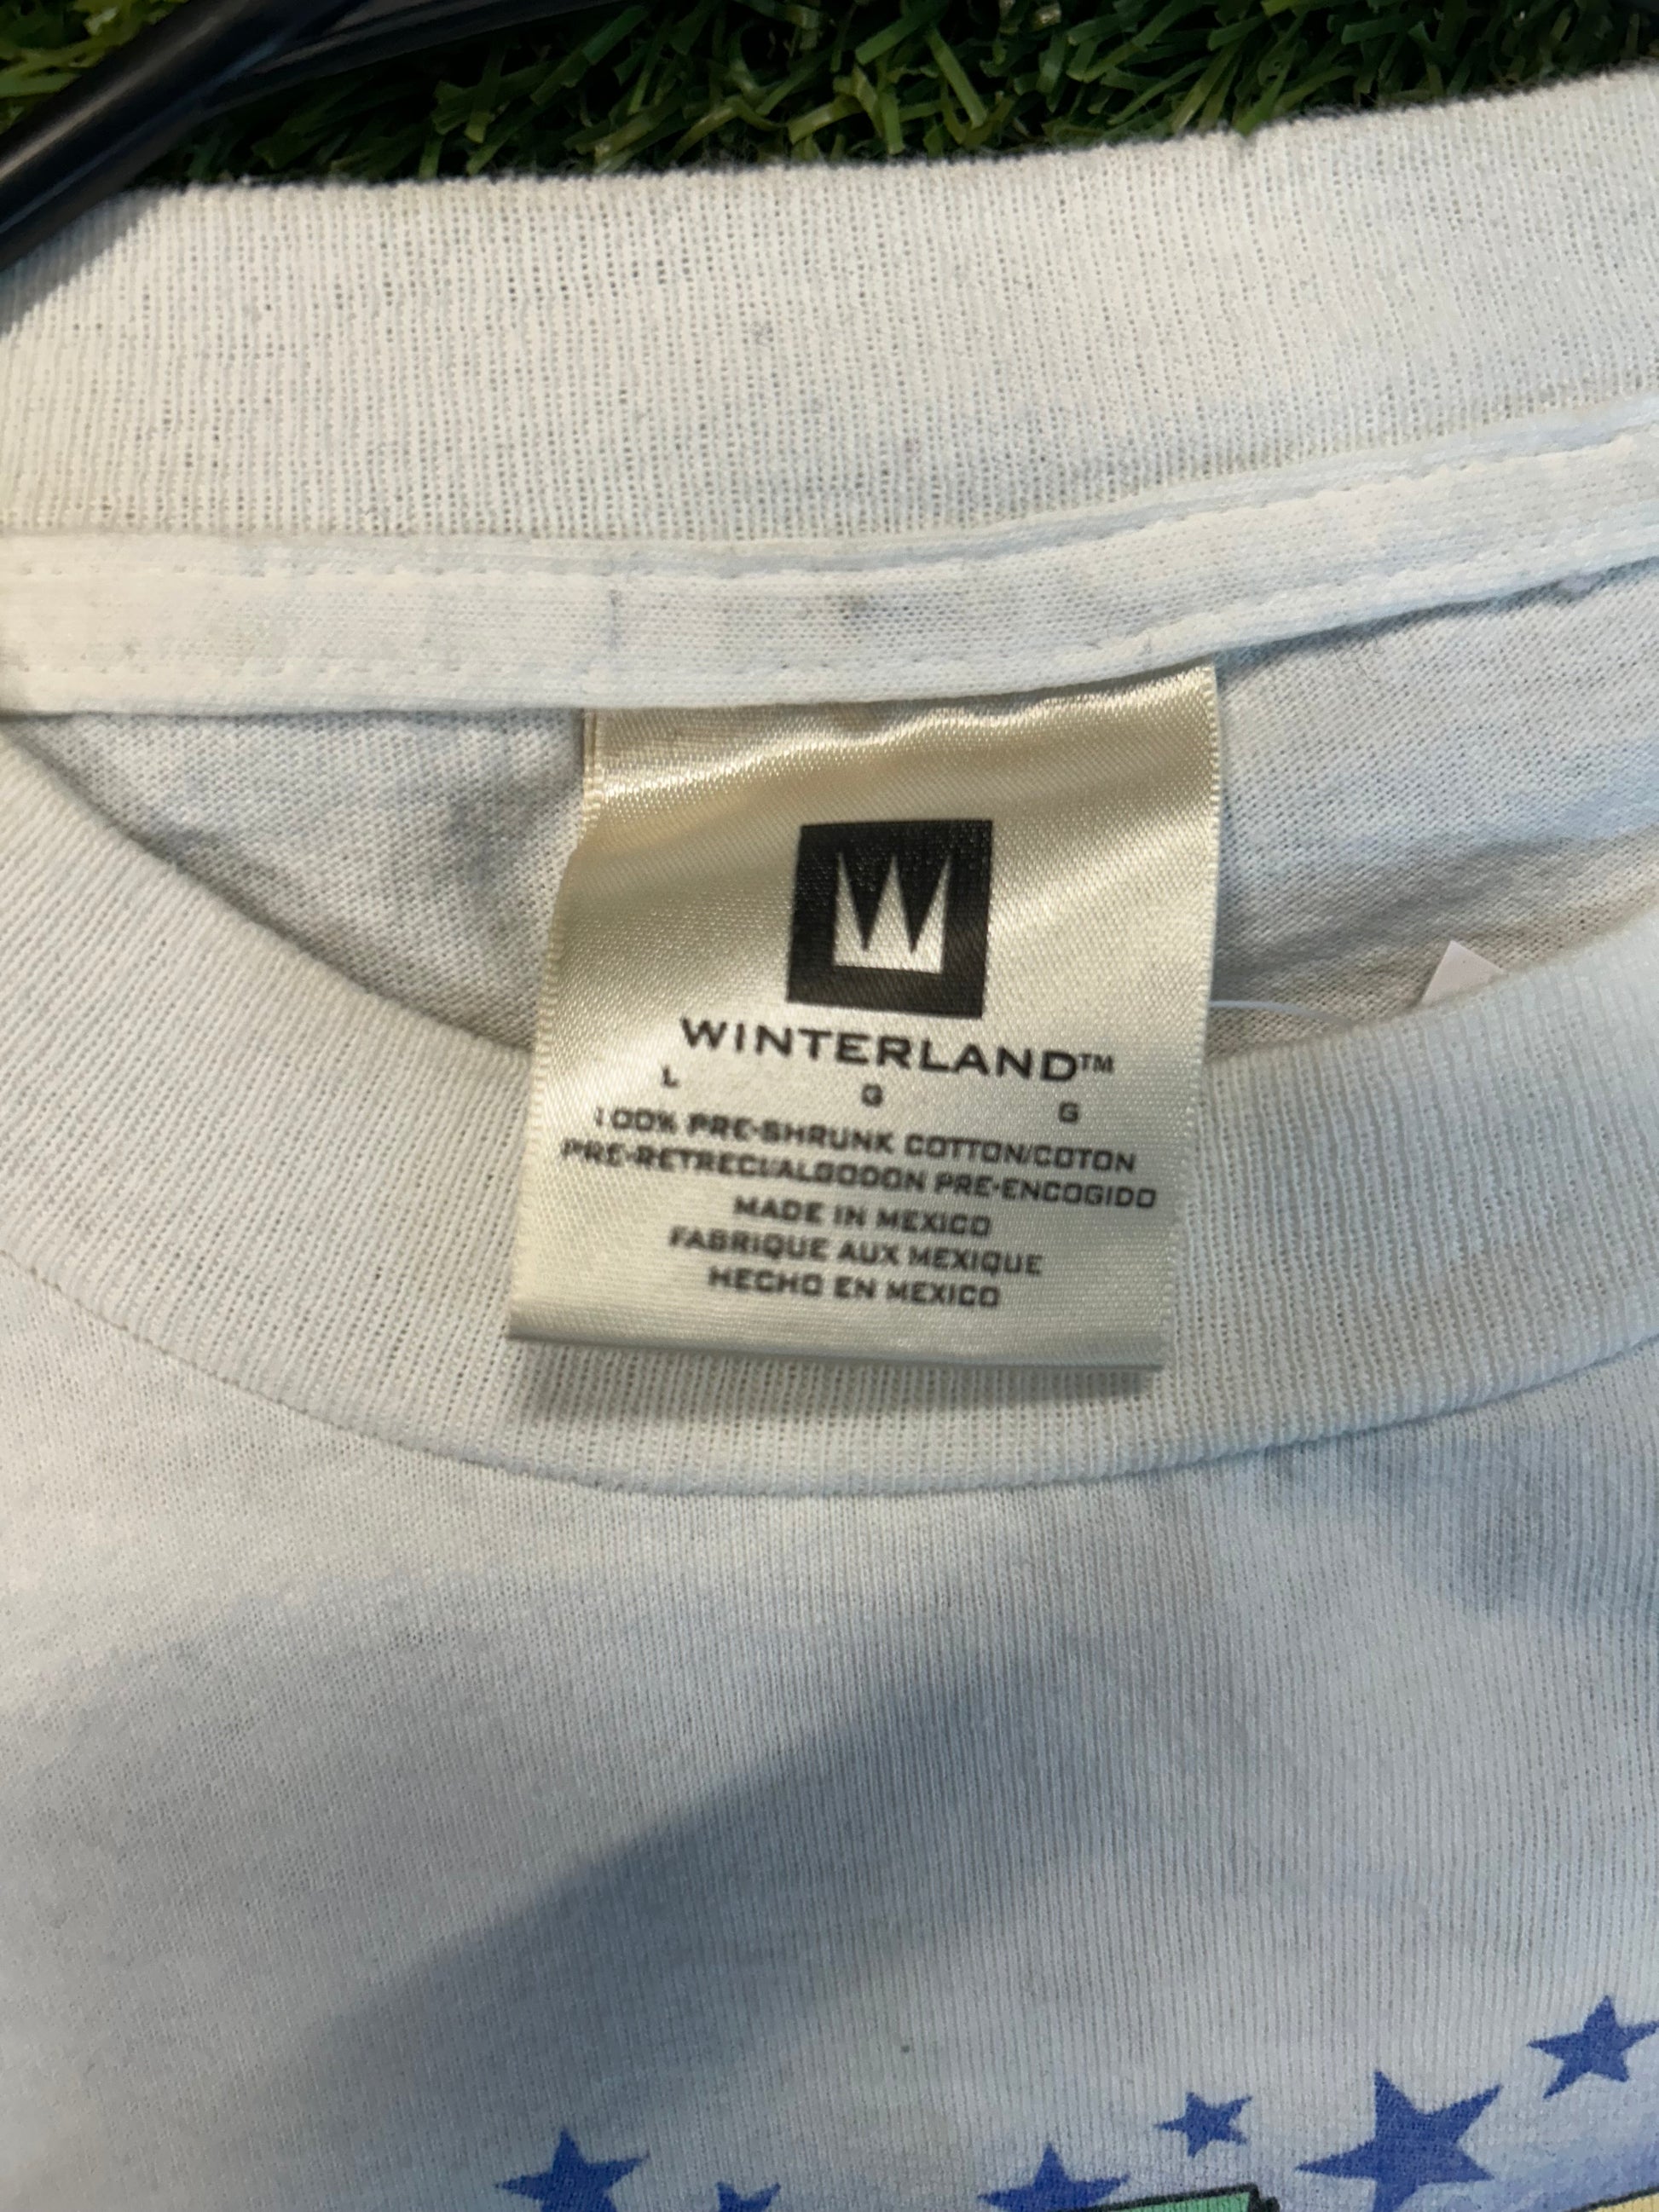 WINTERLAND™
L G G
100% PRE-SHRUNK COTTON/COTON
PRE-RETRECI/ALGODON PRE-ENCOGIDO
MADE IN MEXICO
FABRIQUE AUX MEXIQUE
HECHO EN MEXICO